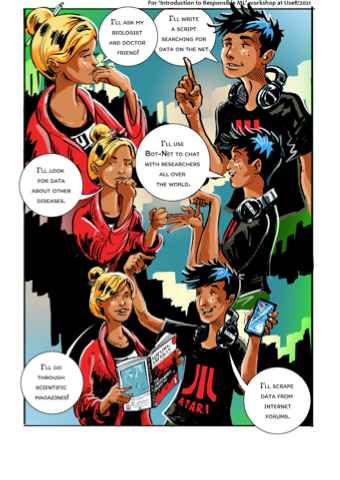 For "Introduction to Responsible ML" workshop at UseR!2021
I'LL ASK MY
BIOLOGIST
AND DOCTOR
FRIEND!
I'LL WRITE
A SCRIPT
SEARCHING FOR
DATA ON THE NET.
I'LL LOOK
FOR DATA
ABOUT OTHER
DISEASES.
I'LL USE
BOT-NET TO CHAT
WITH RESEARCHERS
ALL OVER
THE WORLD.
I'LL GO
THROUGH
SCIENTIFIC
MAGAZINES!
ATARI
I'LL SCRAPE
DATA FROM
INTERNET
FORUMS.